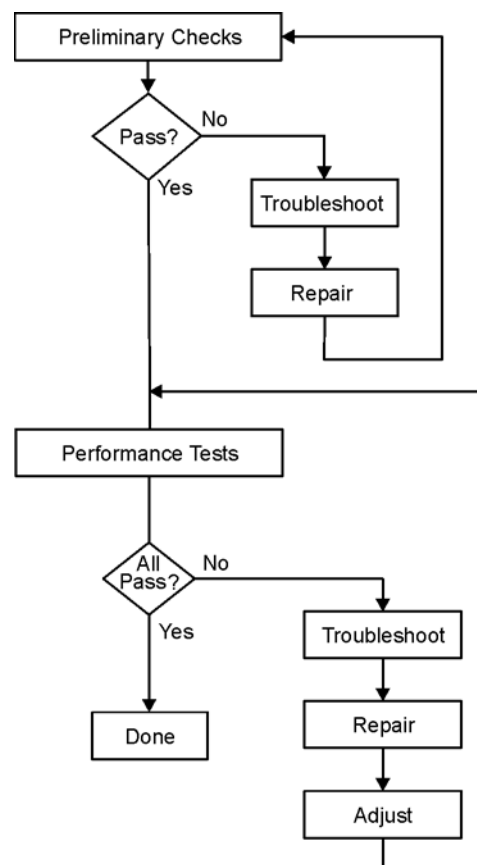 Preliminary Checks
Pass?
No
Yes
Troubleshoot
Repair
Performance Tests
All
Pass?
No
Yes
Troubleshoot
Repair
Done
Adjust